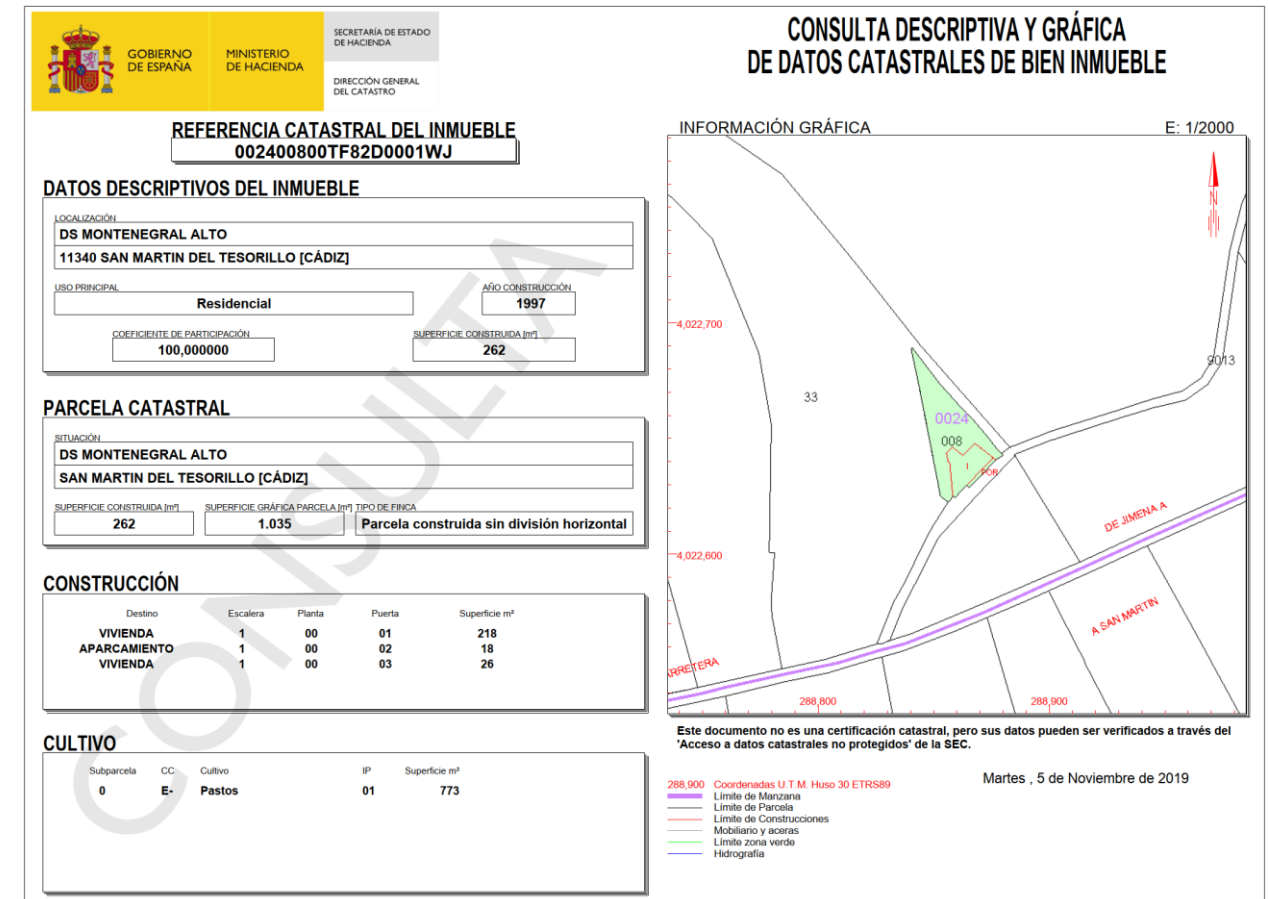 GOBIERNO
DE ESPAÑA
MINISTERIO
DE HACIENDA
SECRETARÍA DE ESTADO
DE HACIENDA
DIRECCIÓN GENERAL
DEL CATASTRO
CONSULTA DESCRIPTIVA Y GRÁFICA
DE DATOS CATASTRALES DE BIEN INMUEBLE
REFERENCIA CATASTRAL DEL INMUEBLE
002400800TF82D0001WJ
DATOS DESCRIPTIVOS DEL INMUEBLE
LOCALIZACIÓN
DS MONTENEGRAL ALTO
11340 SAN MARTIN DEL TESORILLO [CÁDIZ]
USO PRINCIPAL AÑO CONSTRUCCIÓN
Residencial 1997
COEFICIENTE DE PARTICIPACIÓN SUPERFICIE CONSTRUIDA [m²]
100,000000 262
PARCELA CATASTRAL
SITUACIÓN
DS MONTENEGRAL ALTO
SAN MARTIN DEL TESORILLO [CÁDIZ]
SUPERFICIE CONSTRUIDA [m²] SUPERFICIE GRÁFICA PARCELA [m²] TIPO DE FINCA
262 1.035 Parcela construida sin división horizontal
CONSTRUCCIÓN
Destino Escalera Planta Puerta Superficie m²
VIVIENDA 1 00 01 218
APARCAMIENTO 1 00 02 18
VIVIENDA 1 00 03 26
CULTIVO
Subparcela CC Cultivo IP Superficie m²
0 E- Pastos 01 773
CONSULTA
INFORMACIÓN GRÁFICA E: 1/2000
N
4,022,700
9013
33
0024
008
I
POR
DE JIMENA A
4,022,600
A SAN MARTIN
RRETERA
288,800 288,900
Este documento no es una certificación catastral, pero sus datos pueden ser verificados a través del
'Acceso a datos catastrales no protegidos' de la SEC.
Martes , 5 de Noviembre de 2019
288,900 Coordenadas U.T.M. Huso 30 ETRS89
Límite de Manzana
Límite de Parcela
Límite de Construcciones
Mobiliario y aceras
Límite zona verde
Hidrografía